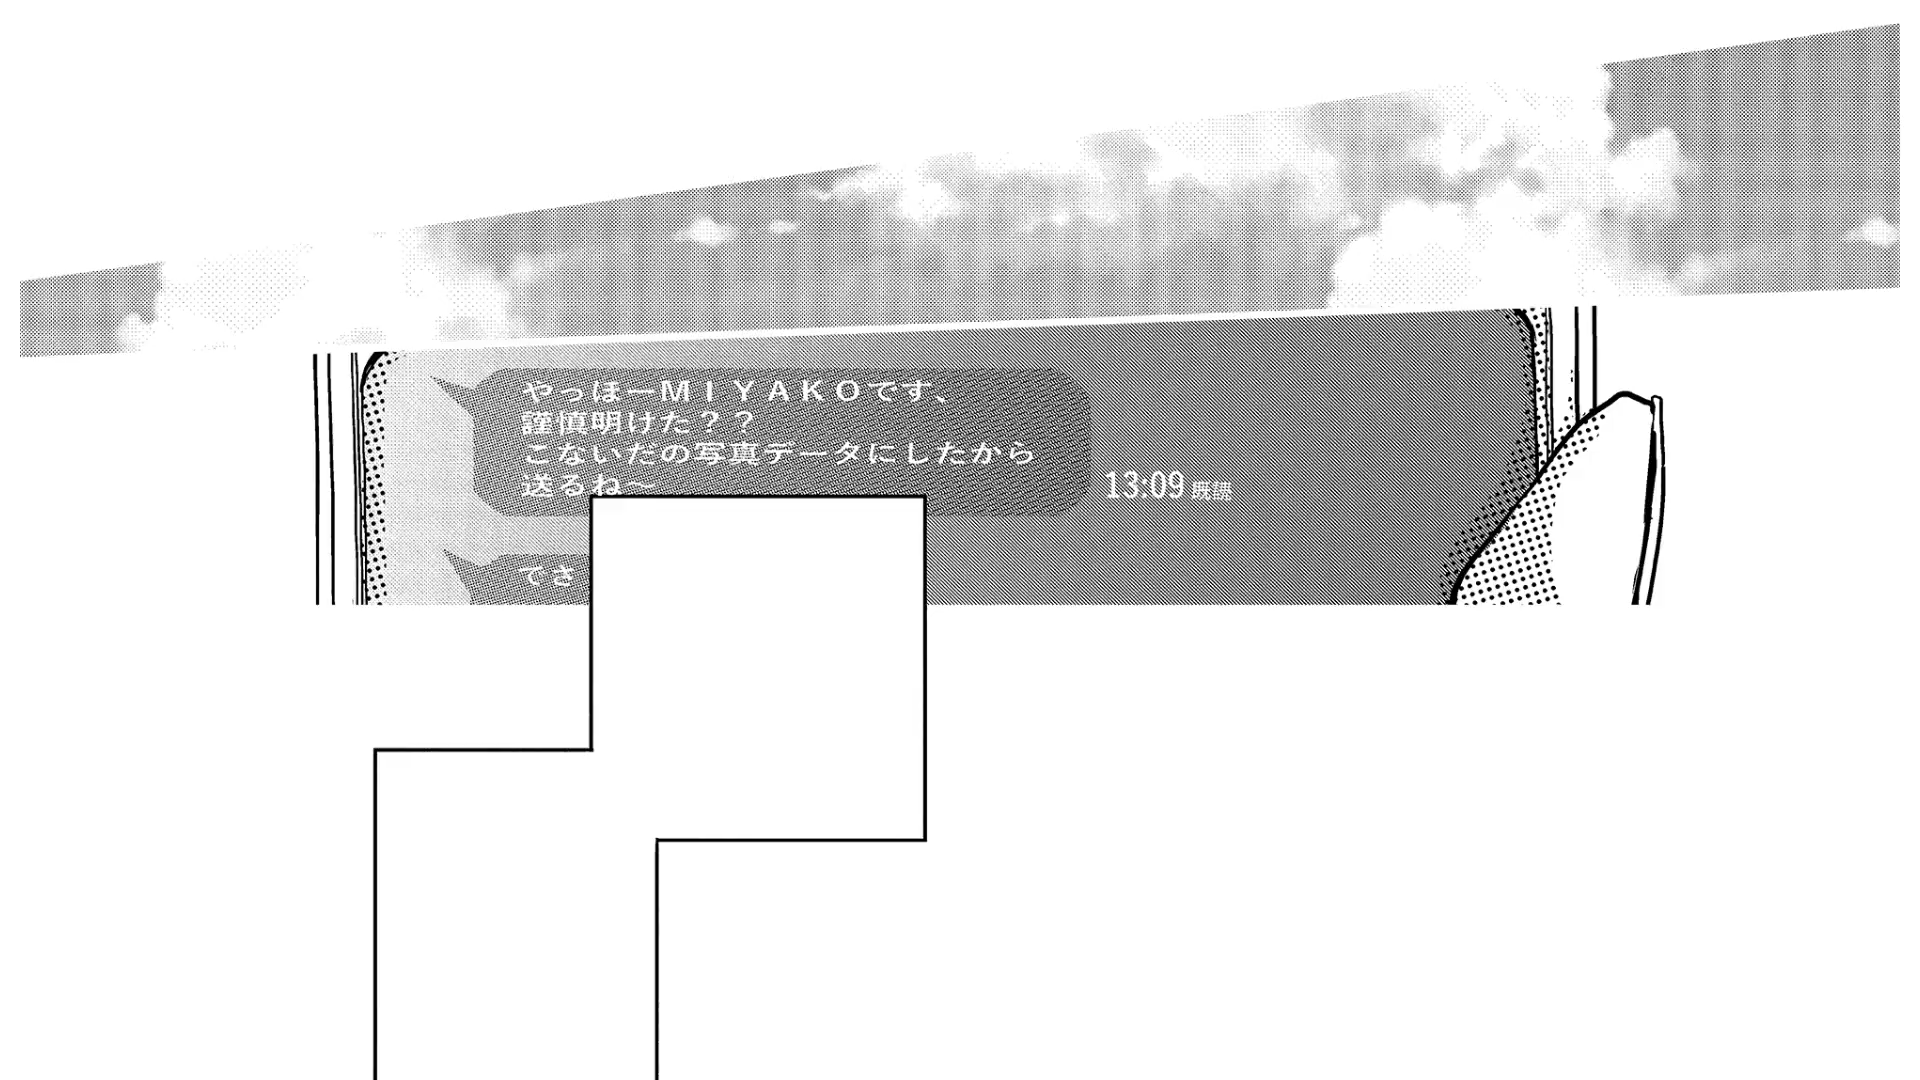 やっほーＭＩＹＡＫＯです、
謹慎明けた？？
こないだの写真データにしたから
送るね～
13:09 既読
てさ